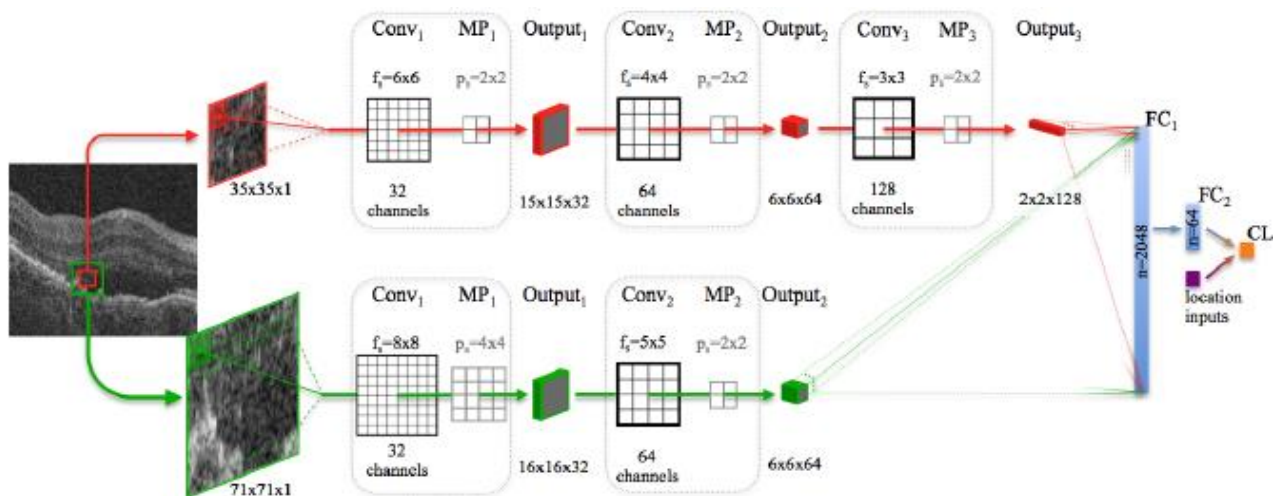 Conv₁ MP₁ Output₁ Conv₂ MP₂ Output₂ Conv₃ MP₃ Output₃
fₛ=6x6 pₛ=2x2 fₛ=4x4 pₛ=2x2 fₛ=3x3 pₛ=2x2
FC₁
35x35x1
32
channels
15x15x32
64
channels
6x6x64
128
channels
2x2x128
n=2048
FC₂
n=64
CL
location
inputs
Conv₁ MP₁ Output₁ Conv₂ MP₂ Output₂
fₛ=8x8 pₛ=4x4 fₛ=5x5 pₛ=2x2
71x71x1
32
channels
16x16x32
64
channels
6x6x64